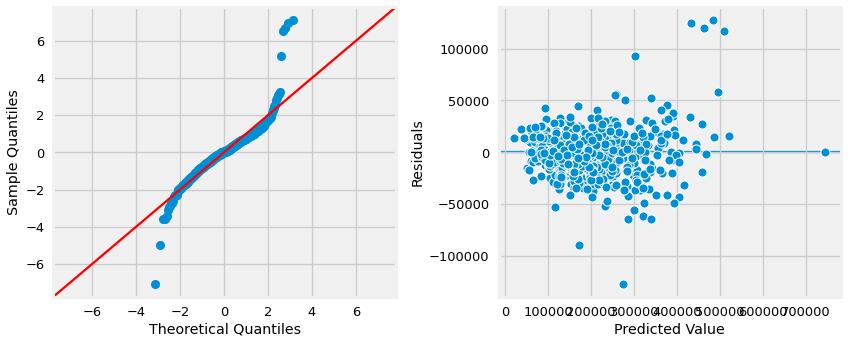 6
4
2
0
−2
−4
−6
−6 −4 −2 0 2 4 6
Sample Quantiles
Theoretical Quantiles
100000
50000
0
−50000
−100000
0 100000 200000 300000 400000 500000 600000 700000
Residuals
Predicted Value